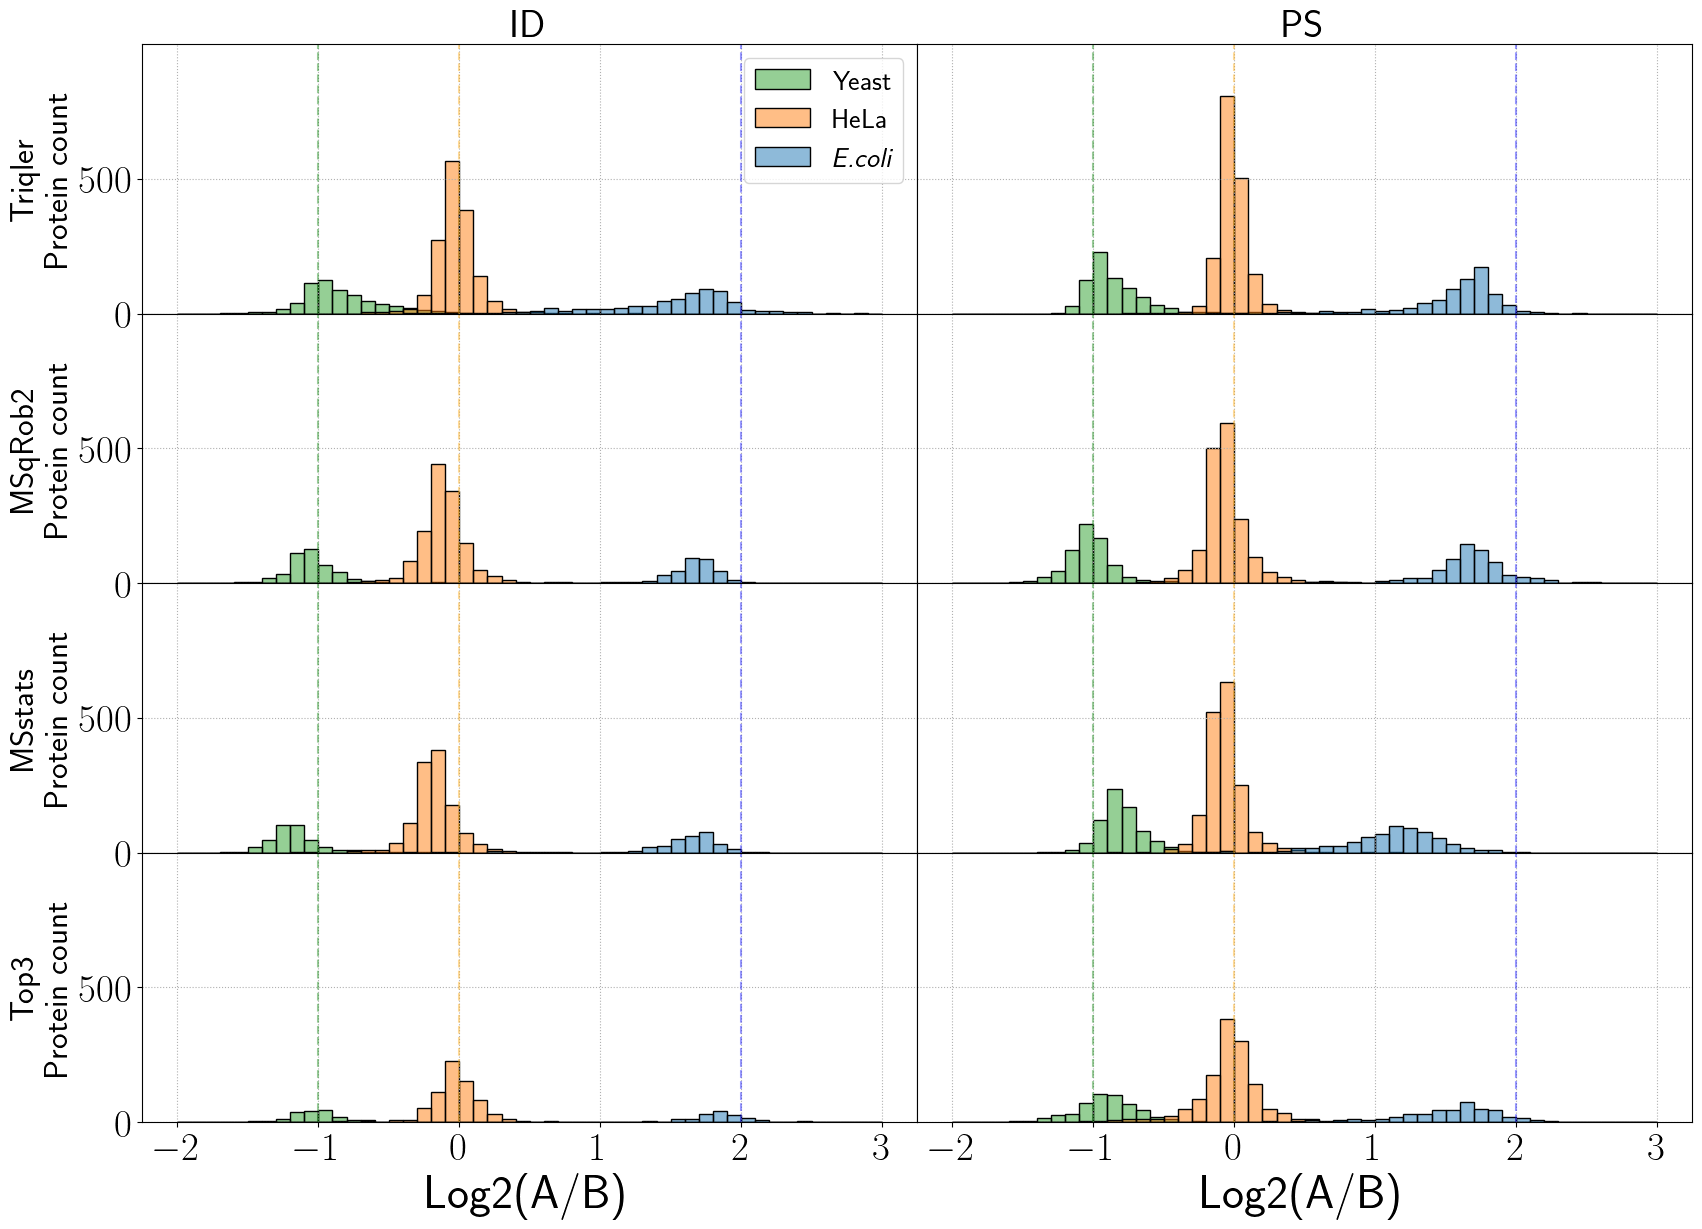 ID
PS
Yeast
HeLa
E.coli
Triqler
Protein count
500
0
MSqRob2
Protein count
500
0
MSstats
Protein count
500
0
Top3
Protein count
500
0
−2 −1 0 1 2 3
−2 −1 0 1 2 3
Log2(A/B)
Log2(A/B)